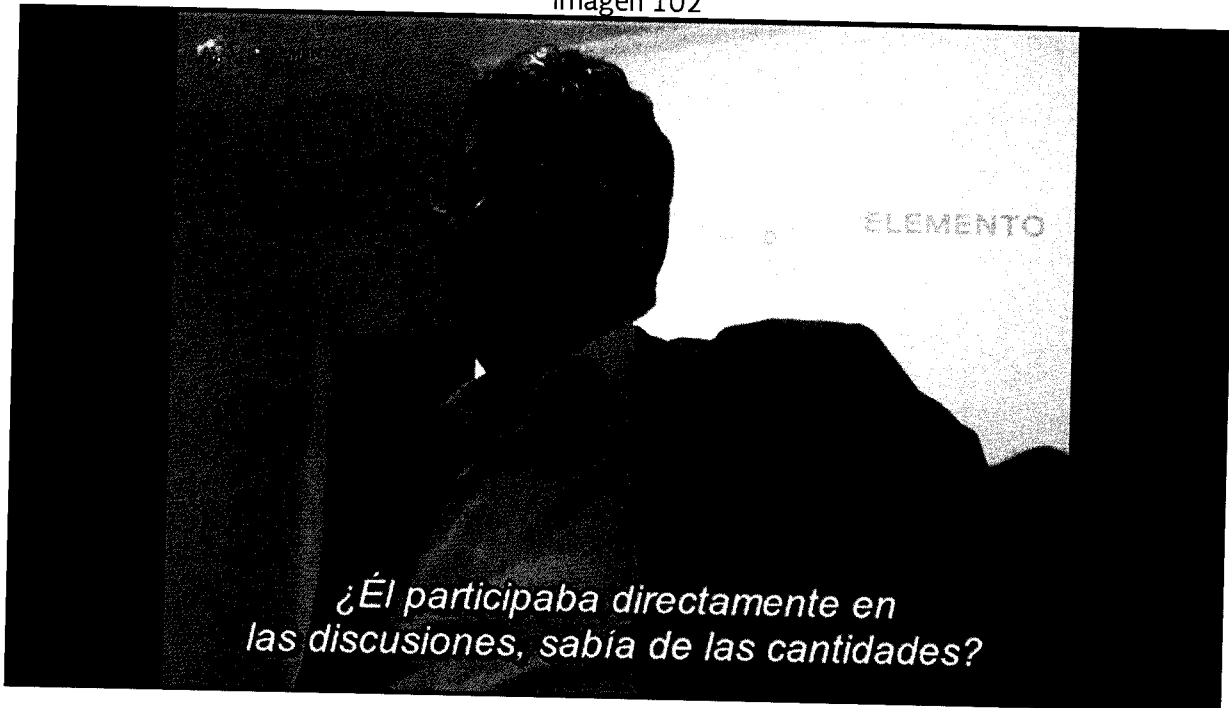 Imagen 102
ELEMENTO
¿Él participaba directamente en
las discusiones, sabía de las cantidades?